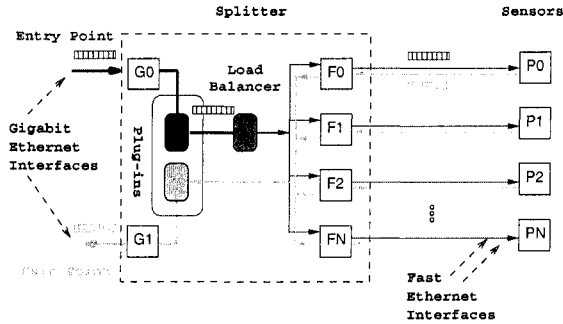 Splitter
Sensors
Entry Point
G0
Load
Balancer
F0
P0
Gigabit
Ethernet
Interfaces
Plug-ins
F1
P1
F2
P2
G1
FN
PN
Point
Fast
Ethernet
Interfaces